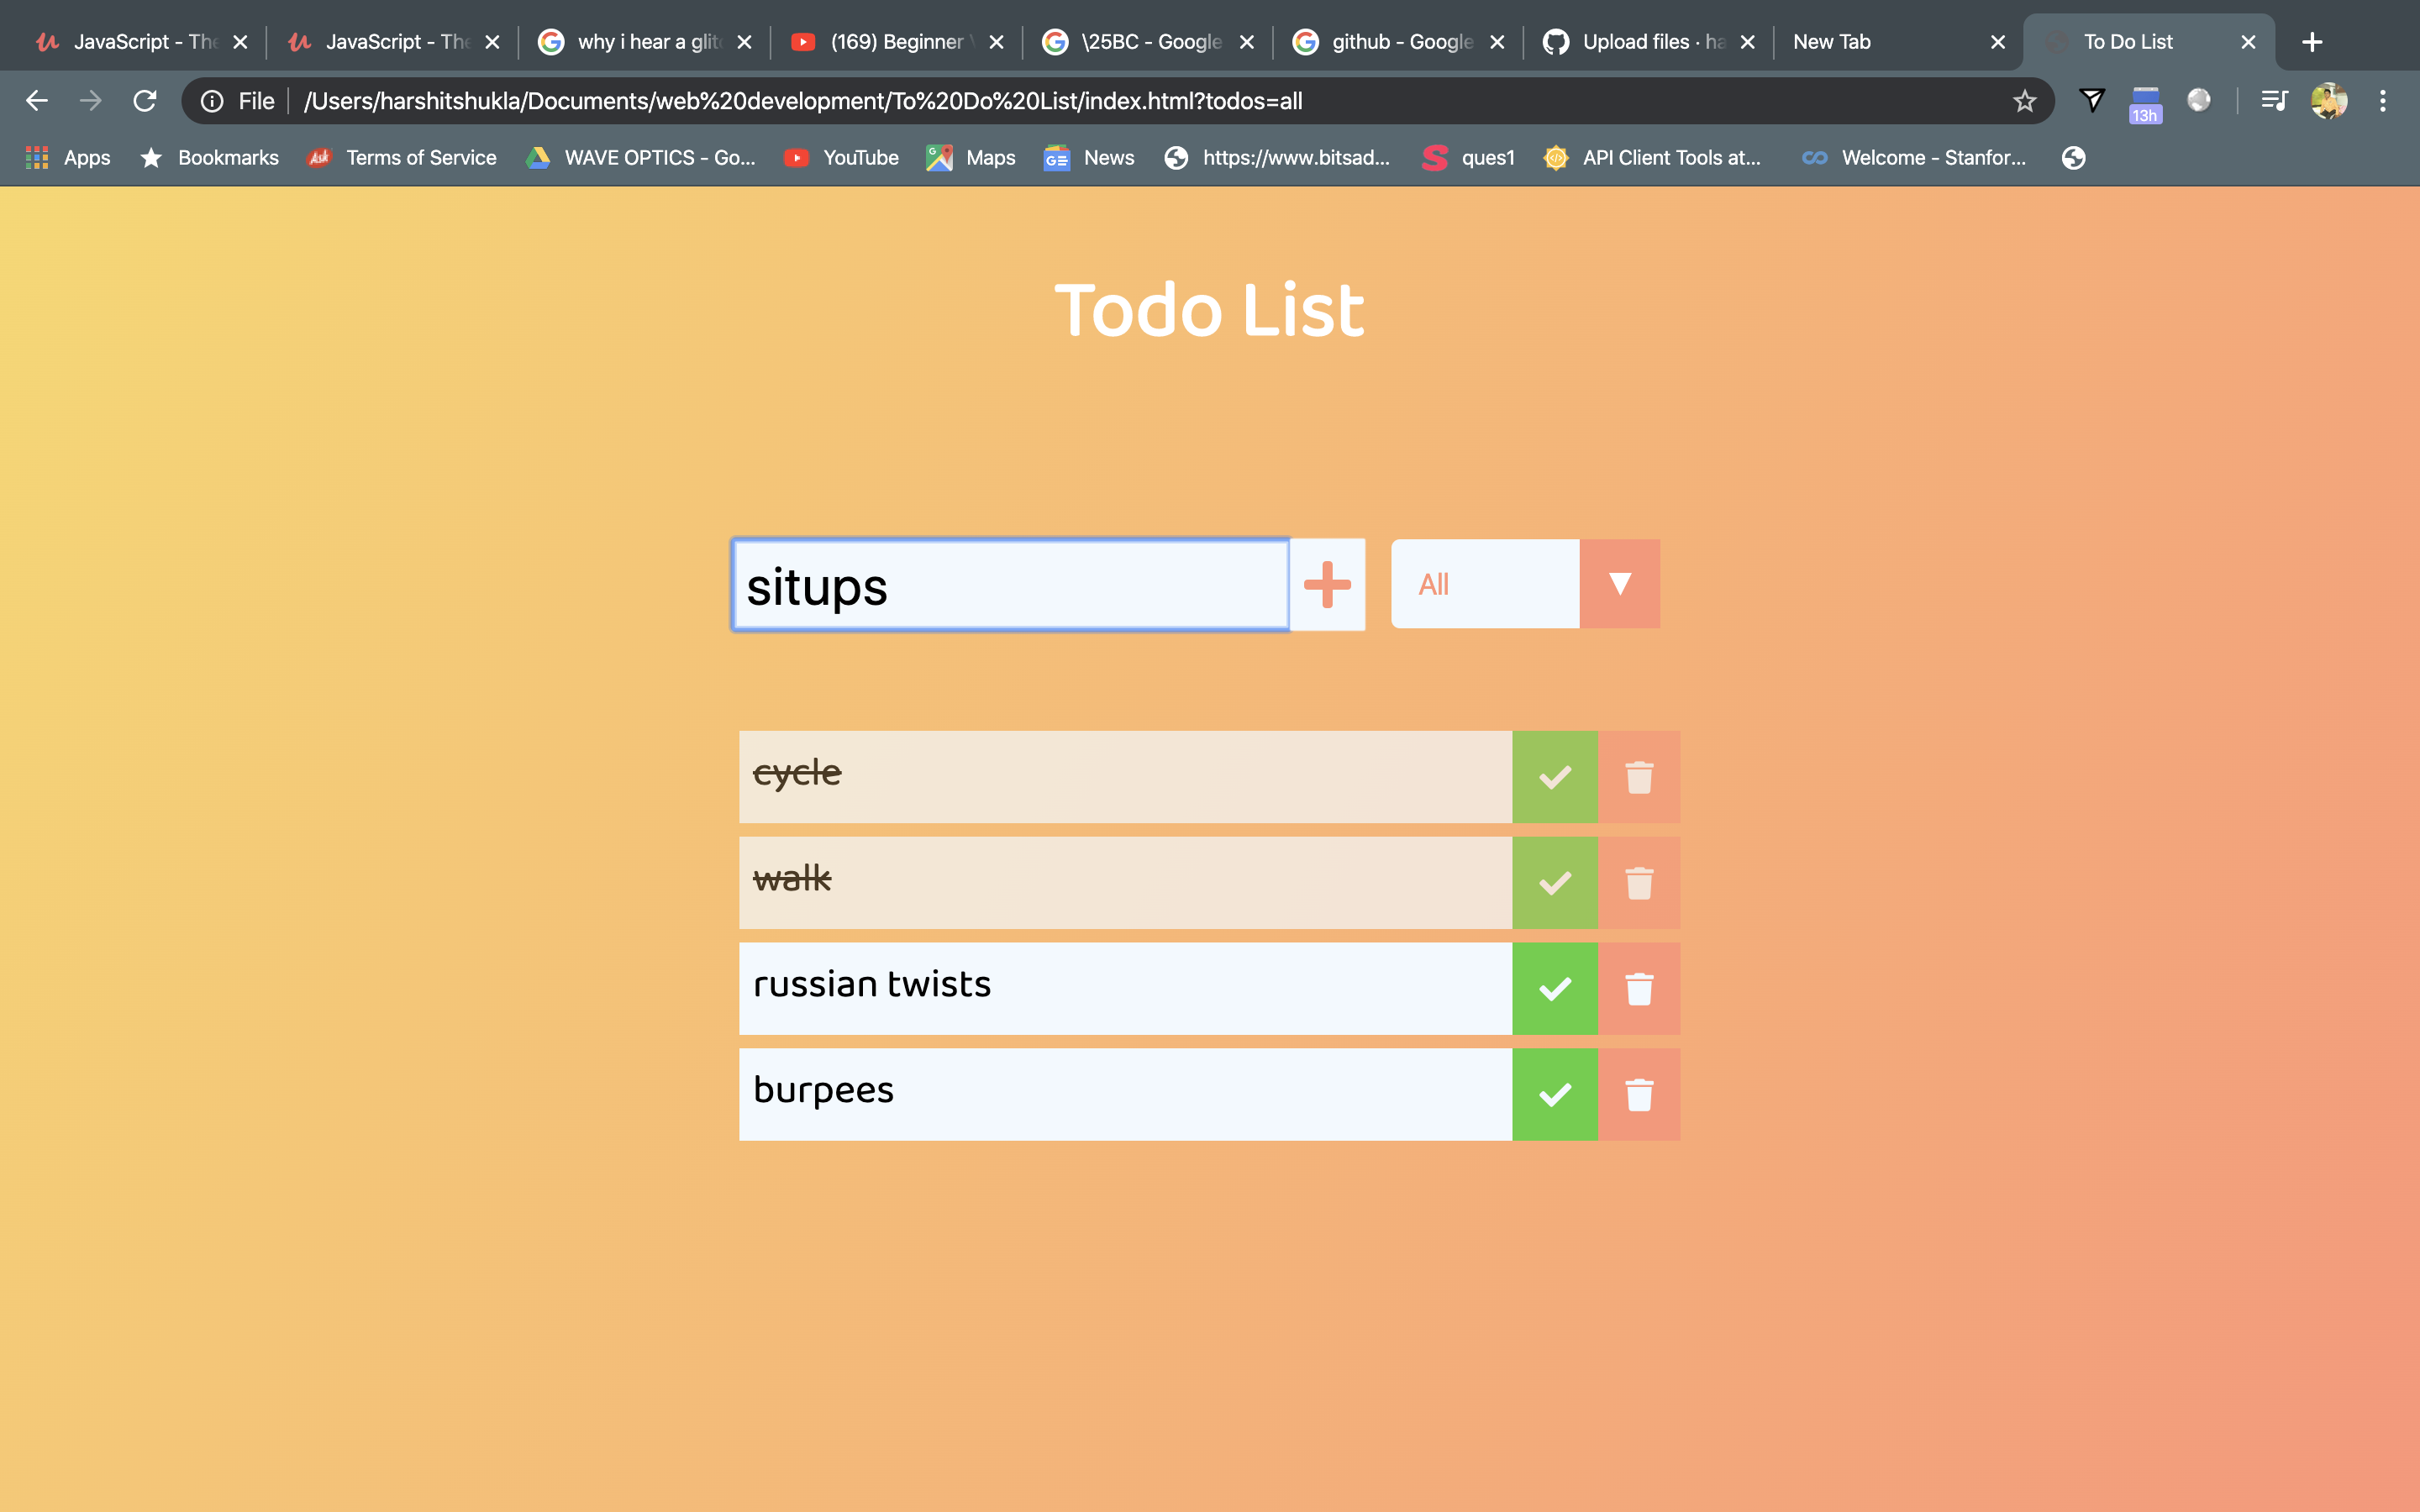 JavaScript - The
JavaScript - The
why i hear a glit
(169) Beginner
\25BC - Google
github - Google
Upload files · ha
New Tab
To Do List
File /Users/harshitshukla/Documents/web%20development/To%20Do%20List/index.html?todos=all
13h
Apps
Bookmarks
Ask
Terms of Service
WAVE OPTICS - Go...
YouTube
Maps
News
https://www.bitsad...
ques1
API Client Tools at...
Welcome - Stanfor...
Todo List
situps
All
cycle
walk
russian twists
burpees